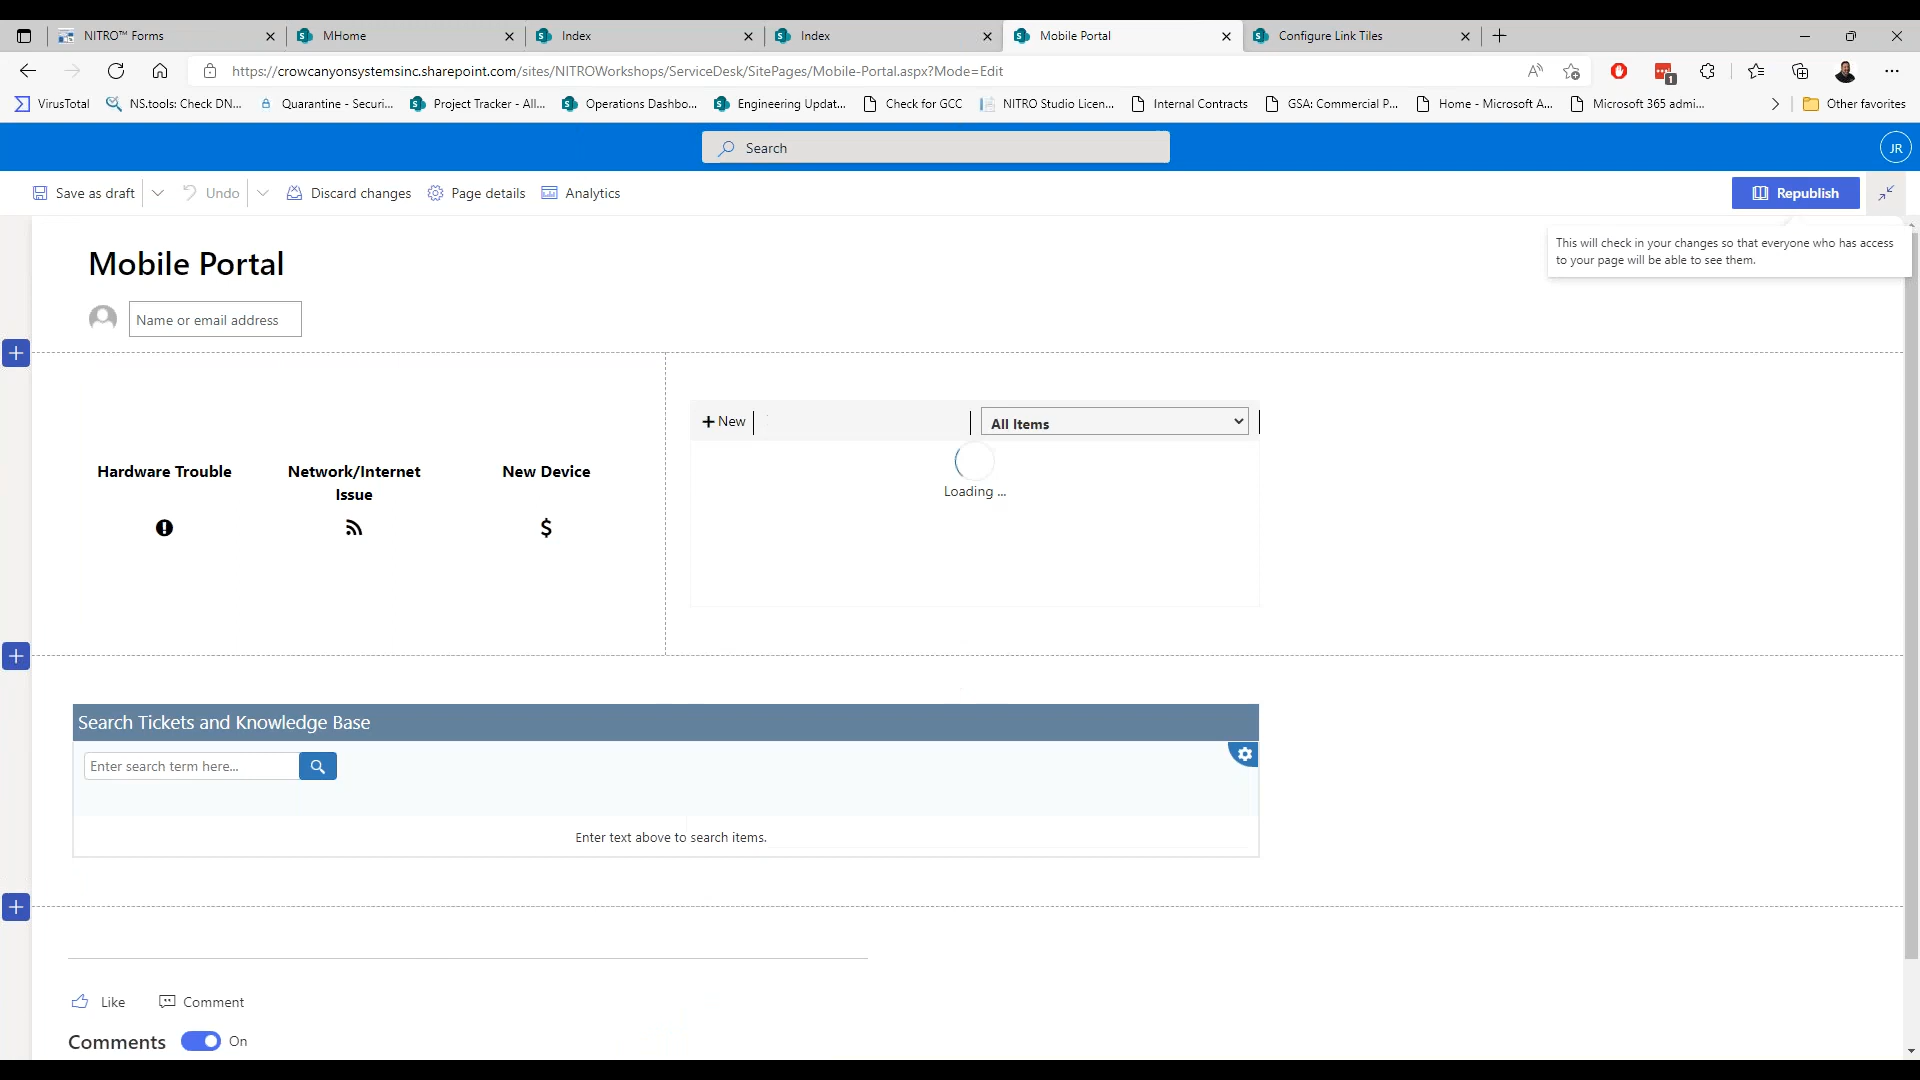 NITRO™ Forms
MHome
Index
Index
Mobile Portal
Configure Link Tiles
https://crowcanyonsystemsinc.sharepoint.com/sites/NITROWorkshops/ServiceDesk/SitePages/Mobile-Portal.aspx?Mode=Edit
1
VirusTotal
NS.tools: Check DN...
Quarantine - Securi...
Project Tracker - All...
Operations Dashbo...
Engineering Updat...
Check for GCC
NITRO Studio Licen...
Internal Contracts
GSA: Commercial P...
Home - Microsoft A...
Microsoft 365 admi...
Other favorites
Search
JR
Save as draft
Undo
Discard changes
Page details
Analytics
Republish
This will check in your changes so that everyone who has access
to your page will be able to see them.
Mobile Portal
Name or email address
+ New
All Items
Loading ...
Hardware Trouble
Network/Internet
Issue
New Device
$
Search Tickets and Knowledge Base
Enter search term here...
Enter text above to search items.
Like
Comment
Comments
On